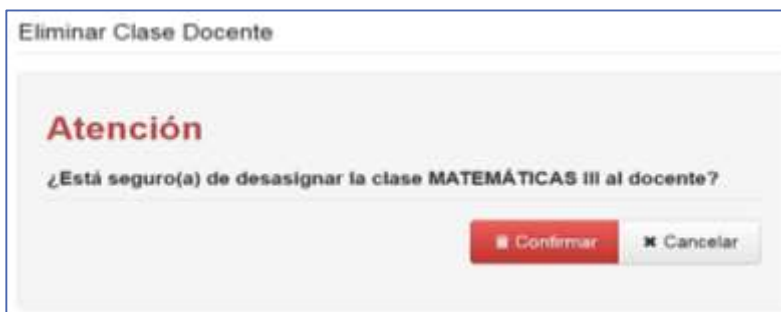 Eliminar Clase Docente
Atención
¿Está seguro(a) de desasignar la clase MATEMÁTICAS III al docente?
Confirmar
Cancelar